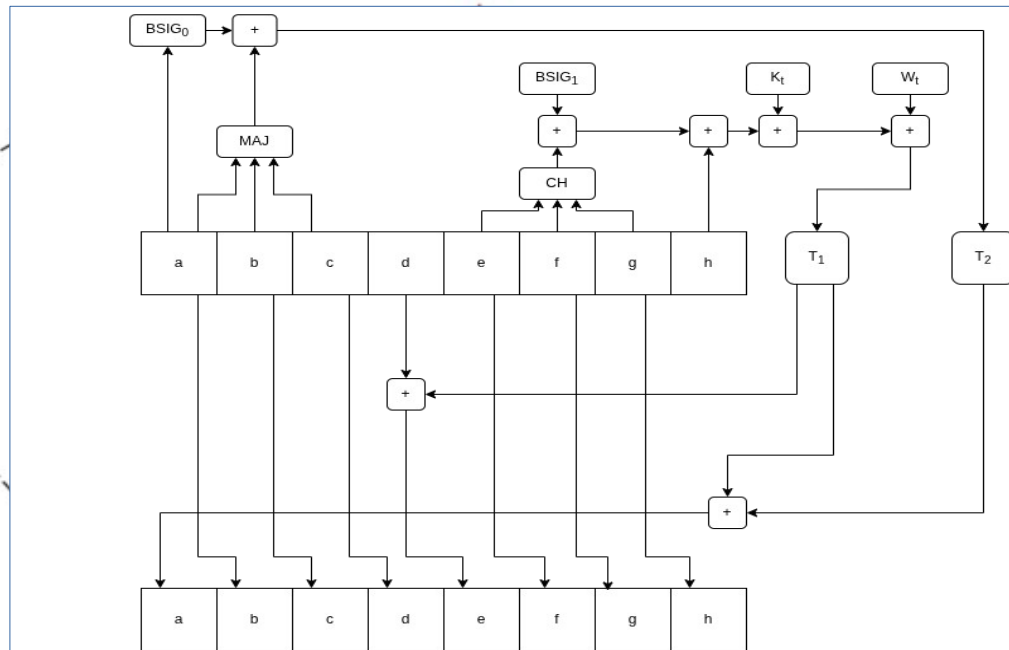 BSIG0 +
BSIG1 Kt Wt
+ + + +
MAJ
CH
a b c d e f g h
T1 T2
+
+
a b c d e f g h